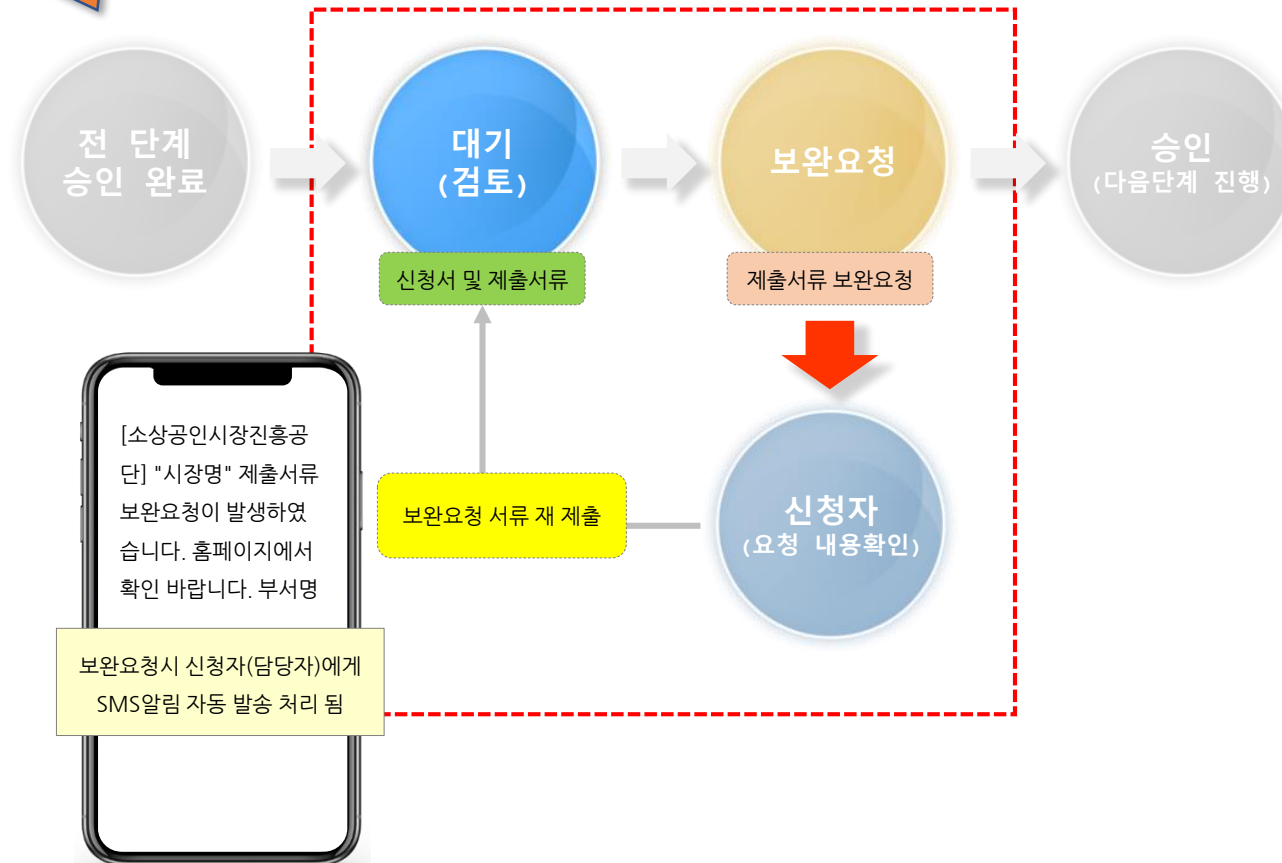 전 단계
승인 완료
대기
(검토)
보완요청
승인
(다음단계 진행)
신청서 및 제출서류
제출서류 보완요청
[소상공인시장진흥공
단] "시장명" 제출서류
보완요청이 발생하였
습니다. 홈페이지에서
확인 바랍니다. 부서명
보완요청 서류 재 제출
신청자
(요청 내용확인)
보완요청시 신청자(담당자)에게
SMS알림 자동 발송 처리 됨